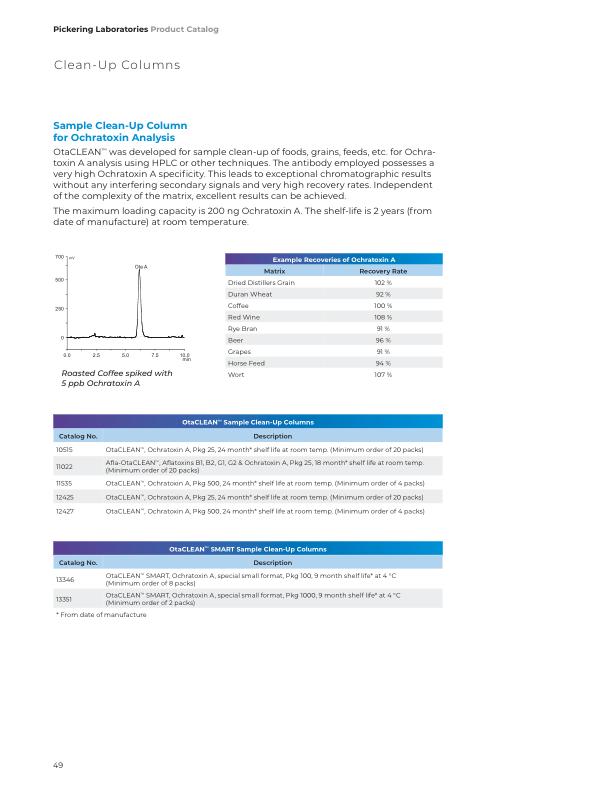 Pickering Laboratories Product Catalog
Clean-Up Columns
Sample Clean-Up Column
for Ochratoxin Analysis
OtaCLEAN™ was developed for sample clean-up of foods, grains, feeds, etc. for Ochra-
toxin A analysis using HPLC or other techniques. The antibody employed possesses a
very high Ochratoxin A specificity. This leads to exceptional chromatographic results
without any interfering secondary signals and very high recovery rates. Independent
of the complexity of the matrix, excellent results can be achieved.
The maximum loading capacity is 200 ng Ochratoxin A. The shelf-life is 2 years (from
date of manufacture) at room temperature.
700 mV
Ota A
500
250
0
0.0 2.5 5.0 7.5 10.0
min
Roasted Coffee spiked with
5 ppb Ochratoxin A
Example Recoveries of Ochratoxin A
Matrix Recovery Rate
Dried Distillers Grain 102 %
Duran Wheat 92 %
Coffee 100 %
Red Wine 108 %
Rye Bran 91 %
Beer 96 %
Grapes 91 %
Horse Feed 94 %
Wort 107 %
OtaCLEAN™ Sample Clean-Up Columns
Catalog No. Description
10515 OtaCLEAN™, Ochratoxin A, Pkg 25, 24 month* shelf life at room temp. (Minimum order of 20 packs)
11022 Afla-OtaCLEAN™, Aflatoxins B1, B2, G1, G2 & Ochratoxin A, Pkg 25, 18 month* shelf life at room temp.
(Minimum order of 20 packs)
11535 OtaCLEAN™, Ochratoxin A, Pkg 500, 24 month* shelf life at room temp. (Minimum order of 4 packs)
12425 OtaCLEAN™, Ochratoxin A, Pkg 25, 24 month* shelf life at room temp. (Minimum order of 20 packs)
12427 OtaCLEAN™, Ochratoxin A, Pkg 500, 24 month* shelf life at room temp. (Minimum order of 4 packs)
OtaCLEAN™ SMART Sample Clean-Up Columns
Catalog No. Description
13346 OtaCLEAN™ SMART, Ochratoxin A, special small format, Pkg 100, 9 month shelf life* at 4 °C
(Minimum order of 8 packs)
13351 OtaCLEAN™ SMART, Ochratoxin A, special small format, Pkg 1000, 9 month shelf life* at 4 °C
(Minimum order of 2 packs)
* From date of manufacture
49